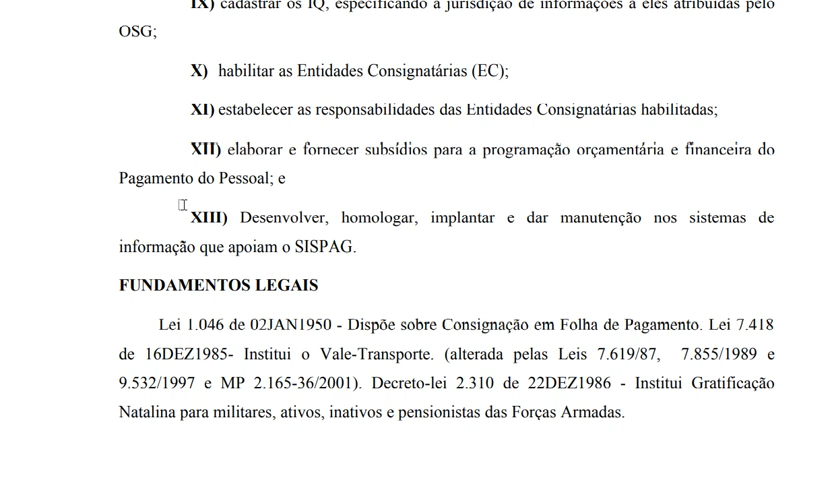 IX) cadastrar os IQ, especificando a jurisdição de informações a eles atribuídas pelo
OSG;
X) habilitar as Entidades Consignatárias (EC);
XI) estabelecer as responsabilidades das Entidades Consignatárias habilitadas;
XII) elaborar e fornecer subsídios para a programação orçamentária e financeira do
Pagamento do Pessoal; e
XIII) Desenvolver, homologar, implantar e dar manutenção nos sistemas de
informação que apoiam o SISPAG.
FUNDAMENTOS LEGAIS
Lei 1.046 de 02JAN1950 - Dispõe sobre Consignação em Folha de Pagamento. Lei 7.418
de 16DEZ1985- Institui o Vale-Transporte. (alterada pelas Leis 7.619/87, 7.855/1989 e
9.532/1997 e MP 2.165-36/2001). Decreto-lei 2.310 de 22DEZ1986 - Institui Gratificação
Natalina para militares, ativos, inativos e pensionistas das Forças Armadas.